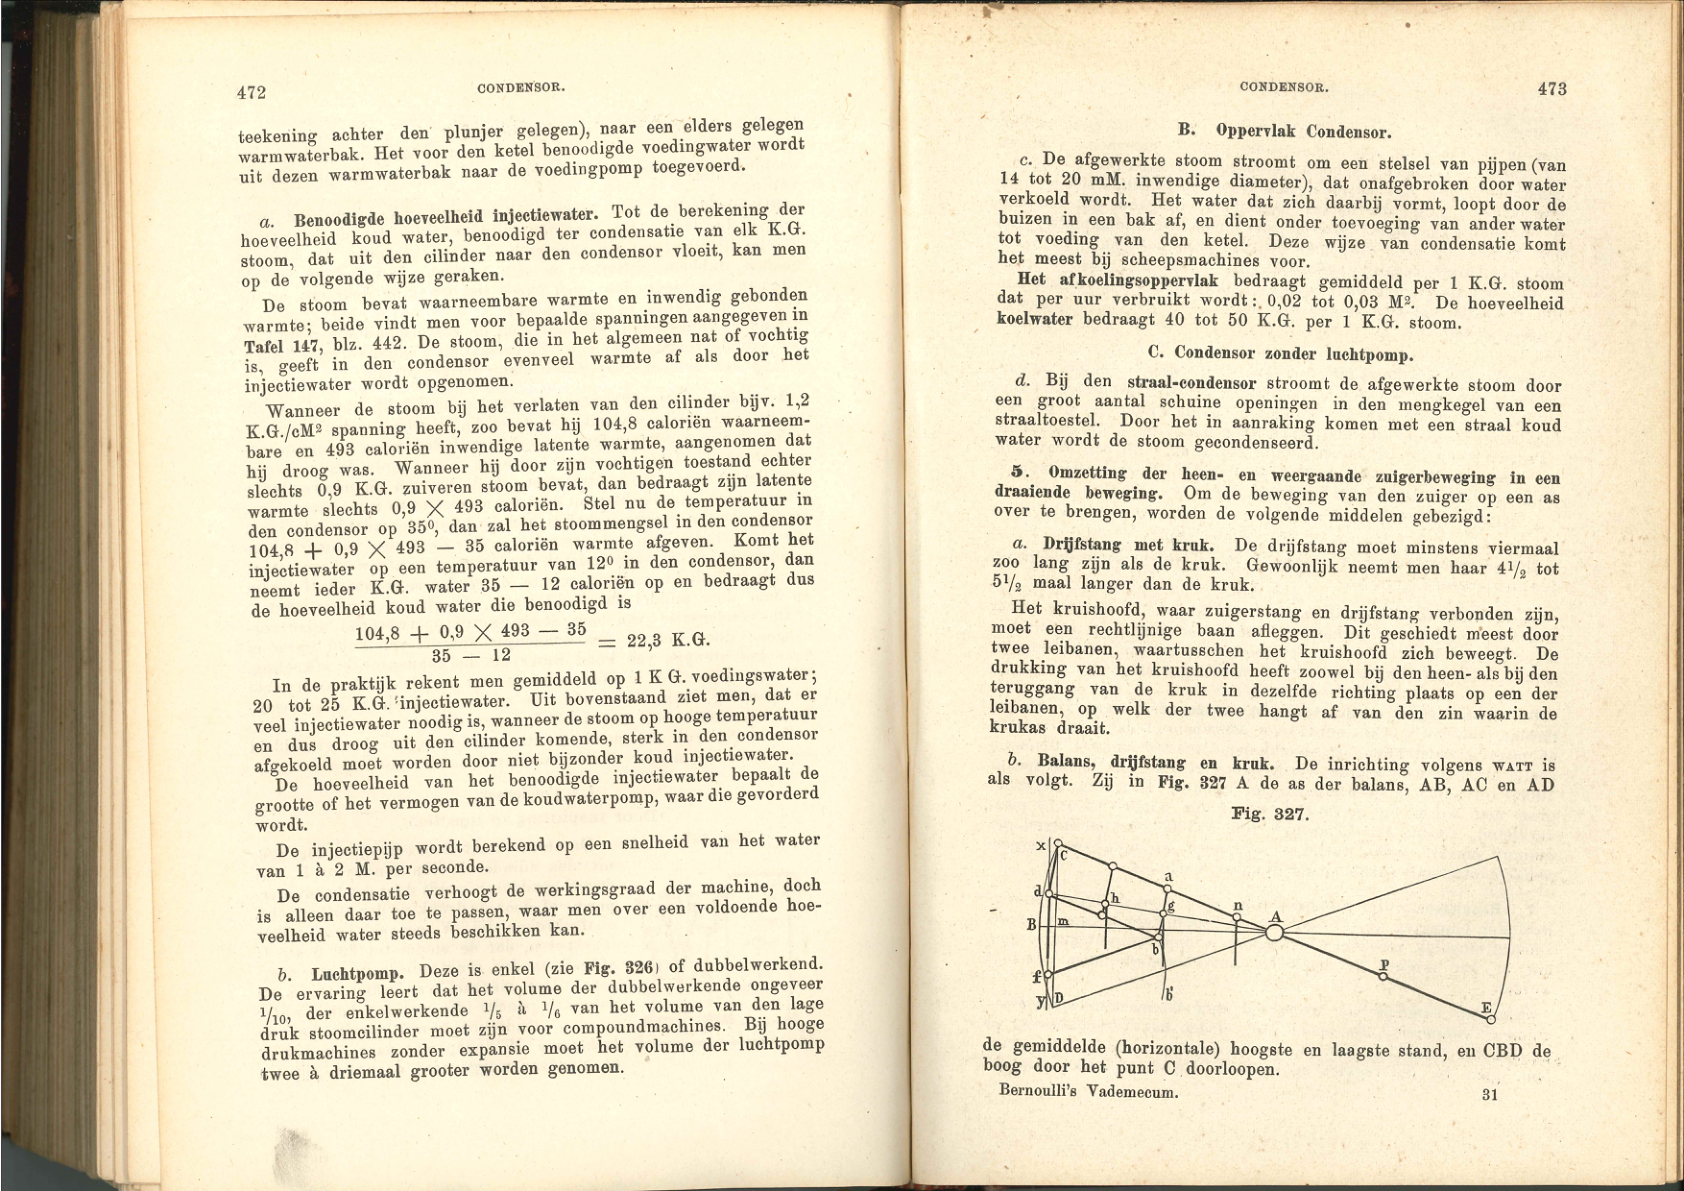 472
CONDENSOR.
teekening achter den plunjer gelegen), naar een elders gelegen
warmwaterbak. Het voor den ketel benoodigde voedingwater wordt
uit dezen warmwaterbak naar de voedingpomp toegevoerd.
a. Benoodigde hoeveelheid injectiewater. Tot de berekening der
hoeveelheid koud water, benoodigd ter condensatie van elk K.G.
stoom, dat uit den cilinder naar den condensor vloeit, kan men
op de volgende wijze geraken.
De stoom bevat waarneembare warmte en inwendig gebonden
warmte; beide vindt men voor bepaalde spanningen aangegeven in
Tafel 147, blz. 442. De stoom, die in het algemeen nat of vochtig
is, geeft in den condensor evenveel warmte af als door het
injectiewater wordt opgenomen.
Wanneer de stoom bij het verlaten van den cilinder bijv. 1,2
K.G./cM² spanning heeft, zoo bevat hij 104,8 caloriën waarneem-
bare en 493 caloriën inwendige latente warmte, aangenomen dat
hij droog was. Wanneer hij door zijn vochtigen toestand echter
slechts 0,9 K.G. zuiveren stoom bevat, dan bedraagt zijn latente
warmte slechts 0,9 × 493 caloriën. Stel nu de temperatuur in
den condensor op 35⁰, dan zal het stoommengsel in den condensor
104,8 + 0,9 × 493 — 35 caloriën warmte afgeven. Komt het
injectiewater op een temperatuur van 12⁰ in den condensor, dan
neemt ieder K.G. water 35 — 12 caloriën op en bedraagt dus
de hoeveelheid koud water die benoodigd is
104,8 + 0,9 × 493 — 35
35 — 12
= 22,3 K.G.
In de praktijk rekent men gemiddeld op 1 K G. voedingswater;
20 tot 25 K.G. injectiewater. Uit bovenstaand ziet men, dat er
veel injectiewater noodig is, wanneer de stoom op hooge temperatuur
en dus droog uit den cilinder komende, sterk in den condensor
afgekoeld moet worden door niet bijzonder koud injectiewater.
De hoeveelheid van het benoodigde injectiewater bepaalt de
grootte of het vermogen van de koudwaterpomp, waar die gevorderd
wordt.
De injectiepijp wordt berekend op een snelheid van het water
van 1 à 2 M. per seconde.
De condensatie verhoogt de werkingsgraad der machine, doch
is alleen daar toe te passen, waar men over een voldoende hoe-
veelheid water steeds beschikken kan.
b. Luchtpomp. Deze is enkel (zie Fig. 326) of dubbelwerkend.
De ervaring leert dat het volume der dubbelwerkende ongeveer
1/10, der enkelwerkende 1/5 à 1/6 van het volume van den lage
druk stoomcilinder moet zijn voor compoundmachines. Bij hooge
drukmachines zonder expansie moet het volume der luchtpomp
twee à driemaal grooter worden genomen.
CONDENSOR.
473
B. Oppervlak Condensor.
c. De afgewerkte stoom stroomt om een stelsel van pijpen (van
14 tot 20 mM. inwendige diameter), dat onafgebroken door water
verkoeld wordt. Het water dat zich daarbij vormt, loopt door de
buizen in een bak af, en dient onder toevoeging van ander water
tot voeding van den ketel. Deze wijze van condensatie komt
het meest bij scheepsmachines voor.
Het afkoelingsoppervlak bedraagt gemiddeld per 1 K.G. stoom
dat per uur verbruikt wordt: 0,02 tot 0,03 M². De hoeveelheid
koelwater bedraagt 40 tot 50 K.G. per 1 K.G. stoom.
C. Condensor zonder luchtpomp.
d. Bij den straal-condensor stroomt de afgewerkte stoom door
een groot aantal schuine openingen in den mengkegel van een
straaltoestel. Door het in aanraking komen met een straal koud
water wordt de stoom gecondenseerd.
5. Omzetting der heen- en weergaande zuigerbeweging in een
draaiende beweging. Om de beweging van den zuiger op een as
over te brengen, worden de volgende middelen gebezigd:
a. Drijfstang met kruk. De drijfstang moet minstens viermaal
zoo lang zijn als de kruk. Gewoonlijk neemt men haar 4 1/2 tot
5 1/2 maal langer dan de kruk.
Het kruishoofd, waar zuigerstang en drijfstang verbonden zijn,
moet een rechtlijnige baan afleggen. Dit geschiedt meest door
twee leibanen, waartusschen het kruishoofd zich beweegt. De
drukking van het kruishoofd heeft zoowel bij den heen- als bij den
teruggang van de kruk in dezelfde richting plaats op een der
leibanen, op welk der twee hangt af van den zin waarin de
krukas draait.
b. Balans, drijfstang en kruk. De inrichting volgens WATT is
als volgt. Zij in Fig. 327 A de as der balans, AB, AC en AD
Fig. 327.
x
C
a
d
h
g
n
A
B
m
b
f
P
y
D
b'
E
de gemiddelde (horizontale) hoogste en laagste stand, en CBD de
boog door het punt C doorloopen.
Bernoulli's Vademecum.
31